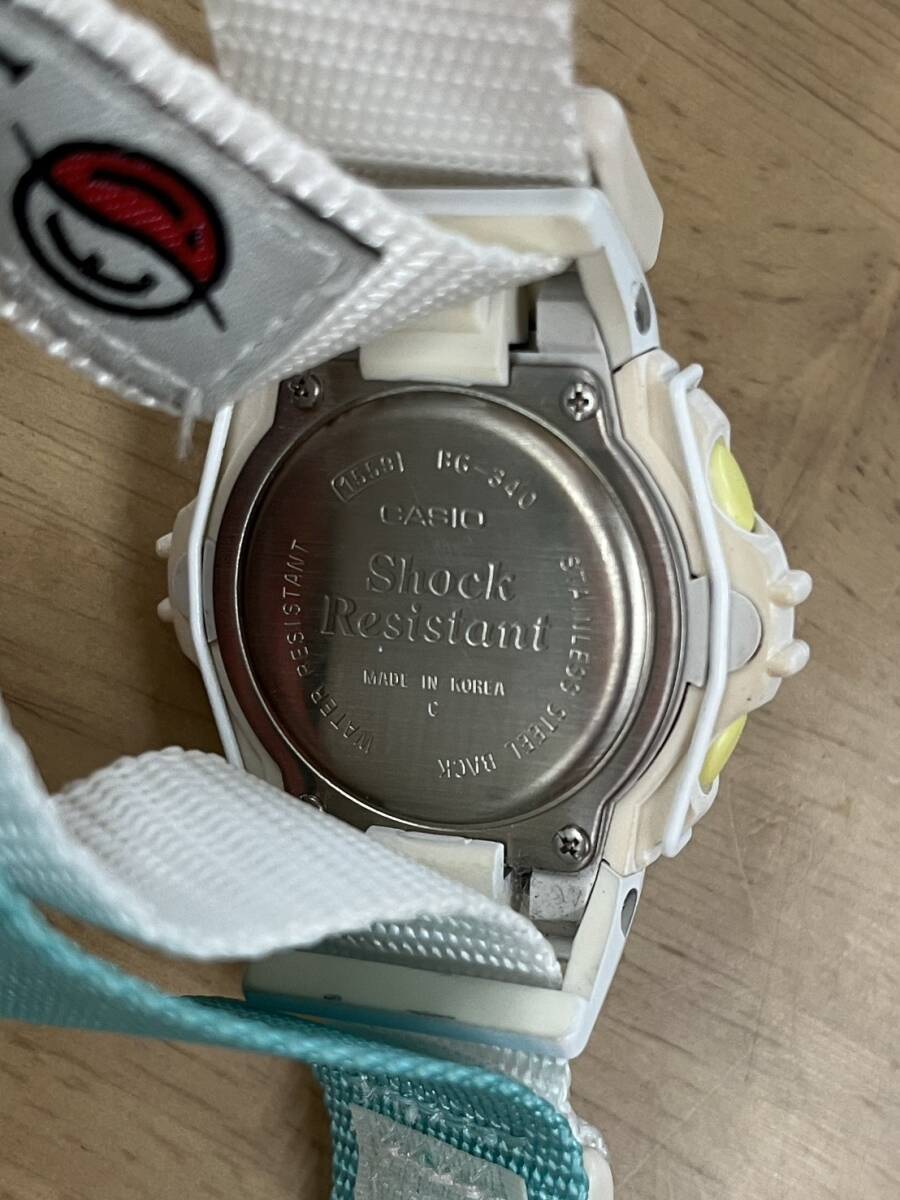 1558 BG-340
CASIO
Shock
Resistant
MADE IN KOREA
C
WATER RESISTANT
STAINLESS STEEL BACK